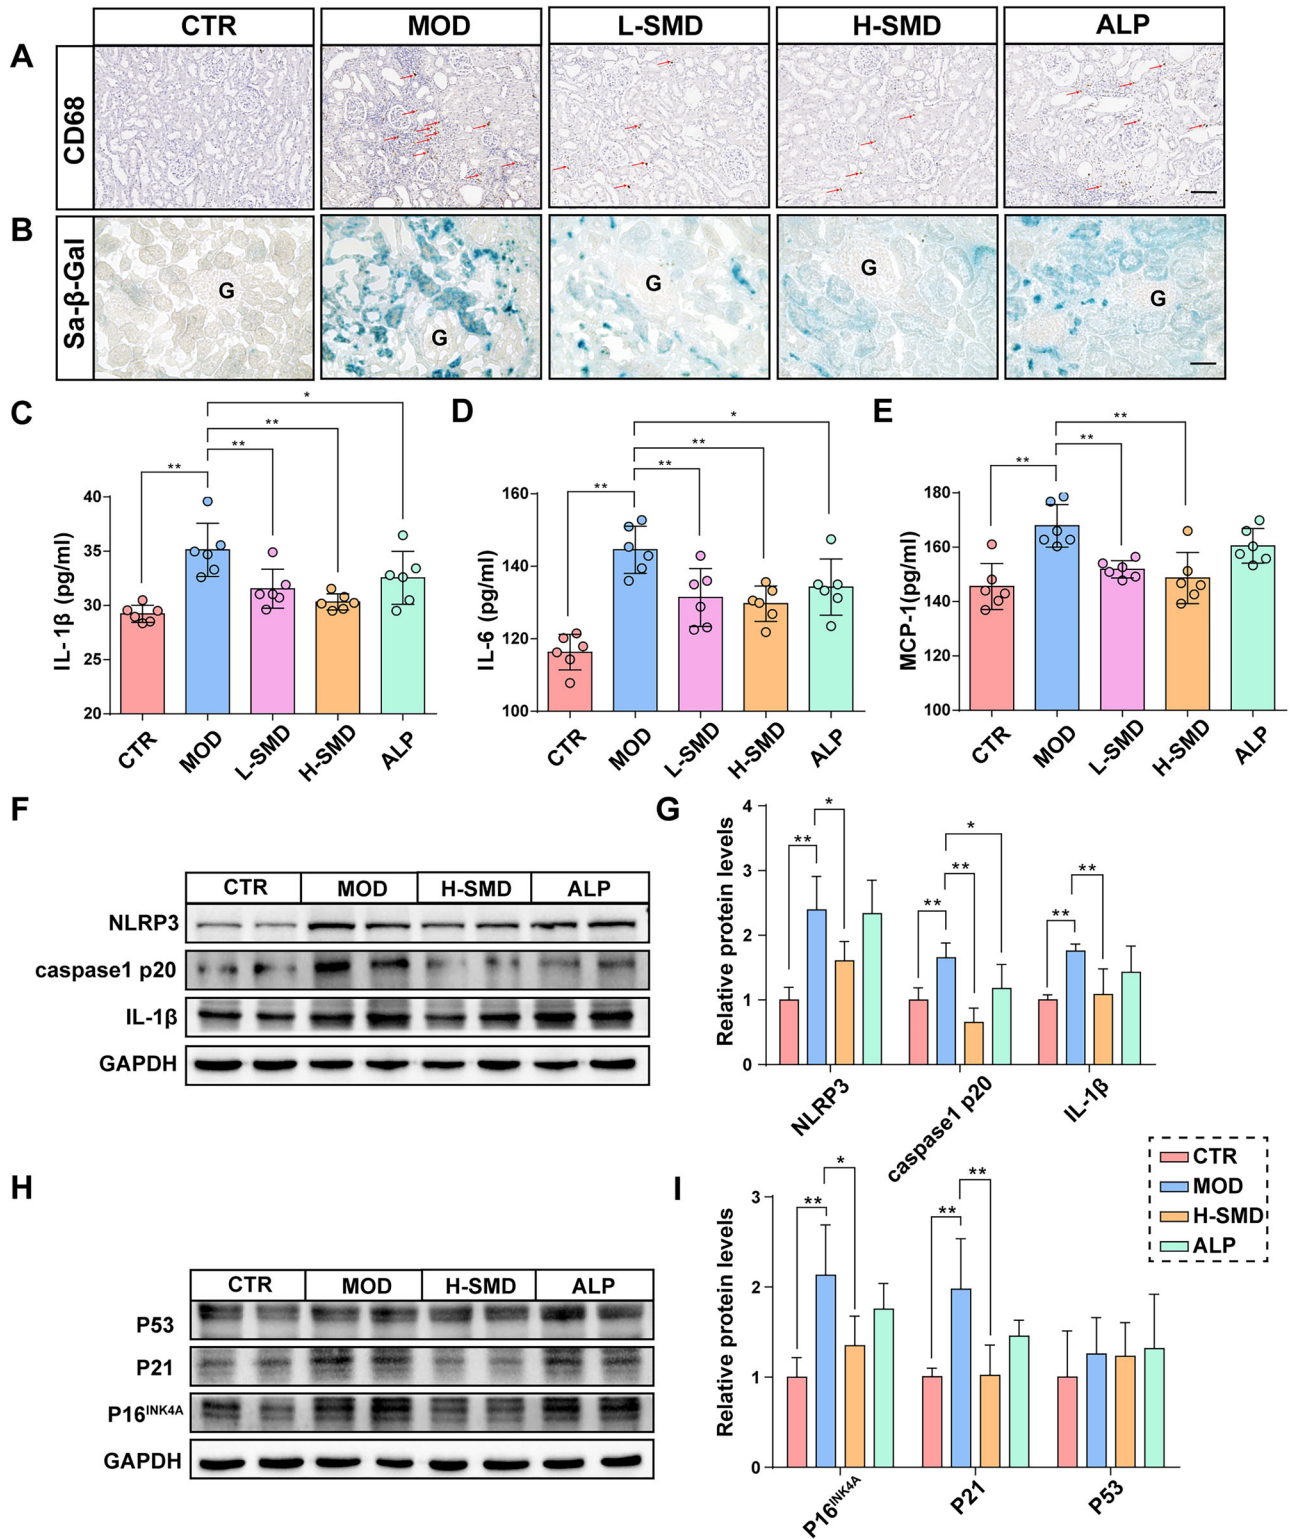 CTR MOD L-SMD H-SMD ALP
A
CD68
B
Sa-β-Gal
G G G G G
C
IL-1β (pg/ml)
40
35
30
25
20
** ** ** *
CTR MOD L-SMD H-SMD ALP
D
IL-6 (pg/ml)
160
140
120
100
** ** ** *
CTR MOD L-SMD H-SMD ALP
E
MCP-1(pg/ml)
180
160
140
120
100
** ** **
CTR MOD L-SMD H-SMD ALP
F
CTR MOD H-SMD ALP
NLRP3
caspase1 p20
IL-1β
GAPDH
G
Relative protein levels
4
3
2
1
0
** * ** ** * ** **
NLRP3 caspase1 p20 IL-1β
CTR
MOD
H-SMD
ALP
H
CTR MOD H-SMD ALP
P53
P21
P16INK4A
GAPDH
I
Relative protein levels
3
2
1
0
** * ** **
P16INK4A P21 P53